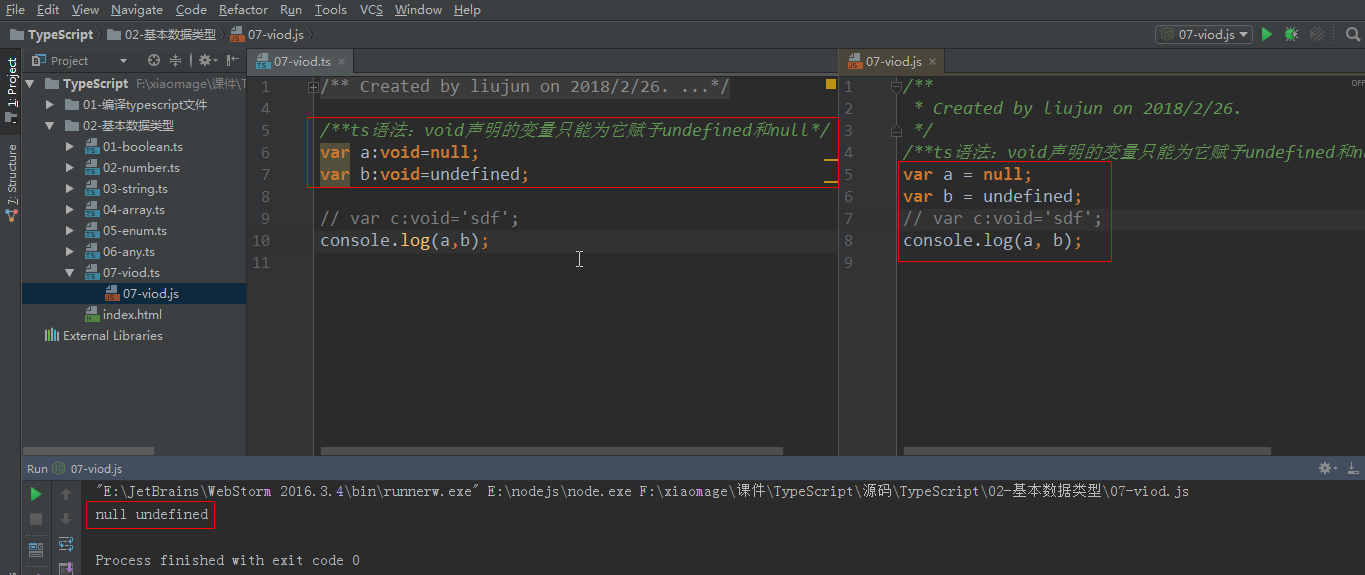 File Edit View Navigate Code Refactor Run Tools VCS Window Help
TypeScript 02-基本数据类型 07-viod.js 07-viod.js
1: Project
7: Structure
Project
TypeScript F:\xiaomage\课件\T
01-编译typescript文件
02-基本数据类型
01-boolean.ts
02-number.ts
03-string.ts
04-array.ts
05-enum.ts
06-any.ts
07-viod.ts
07-viod.js
index.html
External Libraries
07-viod.ts
1 /** Created by liujun on 2018/2/26. ...*/
4
5 /**ts语法: void声明的变量只能为它赋予undefined和null*/
6 var a:void=null;
7 var b:void=undefined;
8
9 // var c:void='sdf';
10 console.log(a,b);
11
07-viod.js
OFF
1 /**
2 * Created by liujun on 2018/2/26.
3 */
4 /**ts语法: void声明的变量只能为它赋予undefined和nu
5 var a = null;
6 var b = undefined;
7 // var c:void='sdf';
8 console.log(a, b);
9
Run 07-viod.js
"E:\JetBrains\WebStorm 2016.3.4\bin\runnerw.exe" E:\nodejs\node.exe F:\xiaomage\课件\TypeScript\源码\TypeScript\02-基本数据类型\07-viod.js
null undefined
Process finished with exit code 0